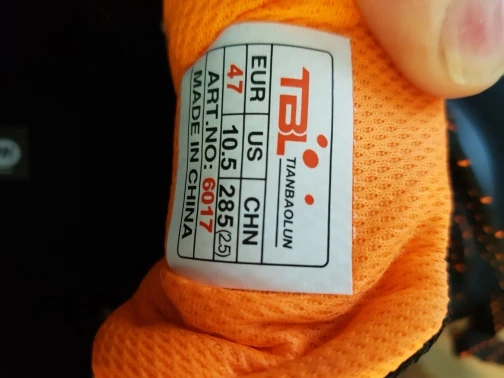 TBL
TIANBAOLUN
EUR US CHN
47 10.5 285(2.5)
ART.NO: 6017
MADE IN CHINA